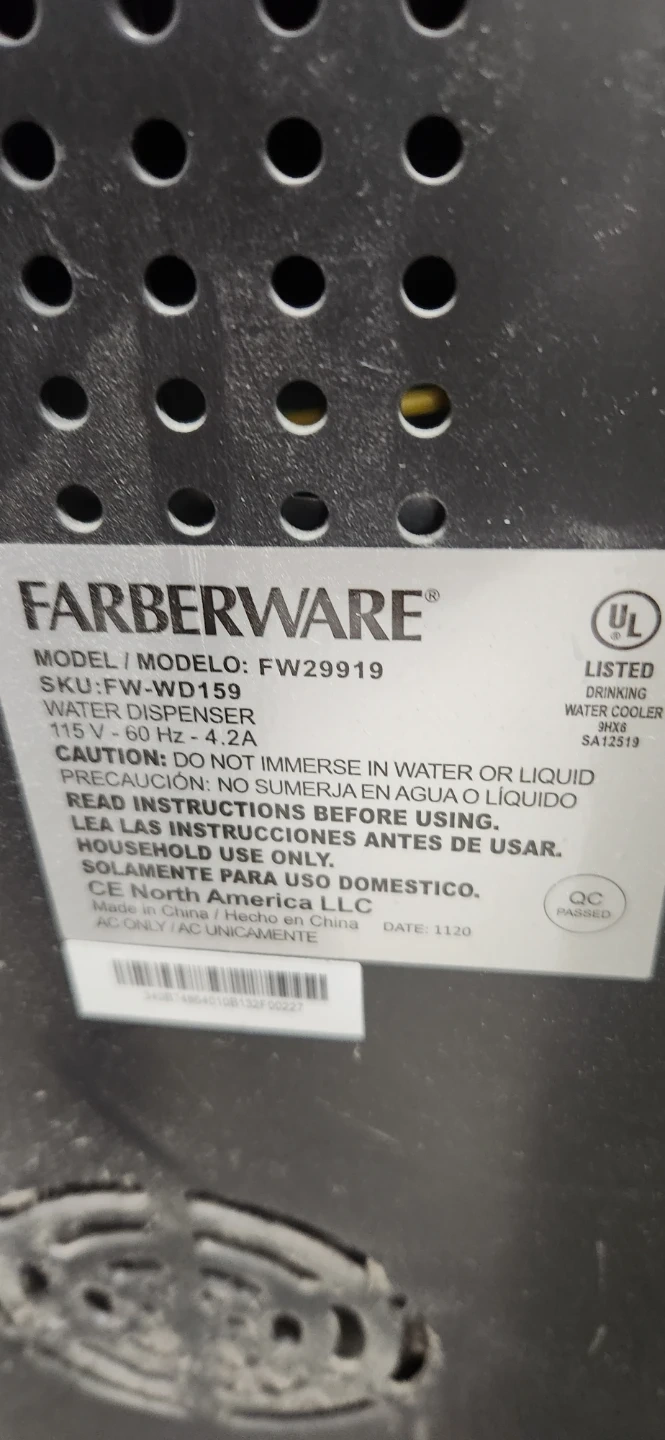 FARBERWARE®
MODEL / MODELO: FW29919
SKU:FW-WD159
WATER DISPENSER
115 V - 60 Hz - 4.2A
CAUTION: DO NOT IMMERSE IN WATER OR LIQUID
PRECAUCIÓN: NO SUMERJA EN AGUA O LÍQUIDO
READ INSTRUCTIONS BEFORE USING.
LEA LAS INSTRUCCIONES ANTES DE USAR.
HOUSEHOLD USE ONLY.
SOLAMENTE PARA USO DOMESTICO.
CE North America LLC
Made in China / Hecho en China DATE: 1120
AC ONLY / AC UNICAMENTE
UL®
LISTED
DRINKING
WATER COOLER
9HX6
SA12519
QC
PASSED